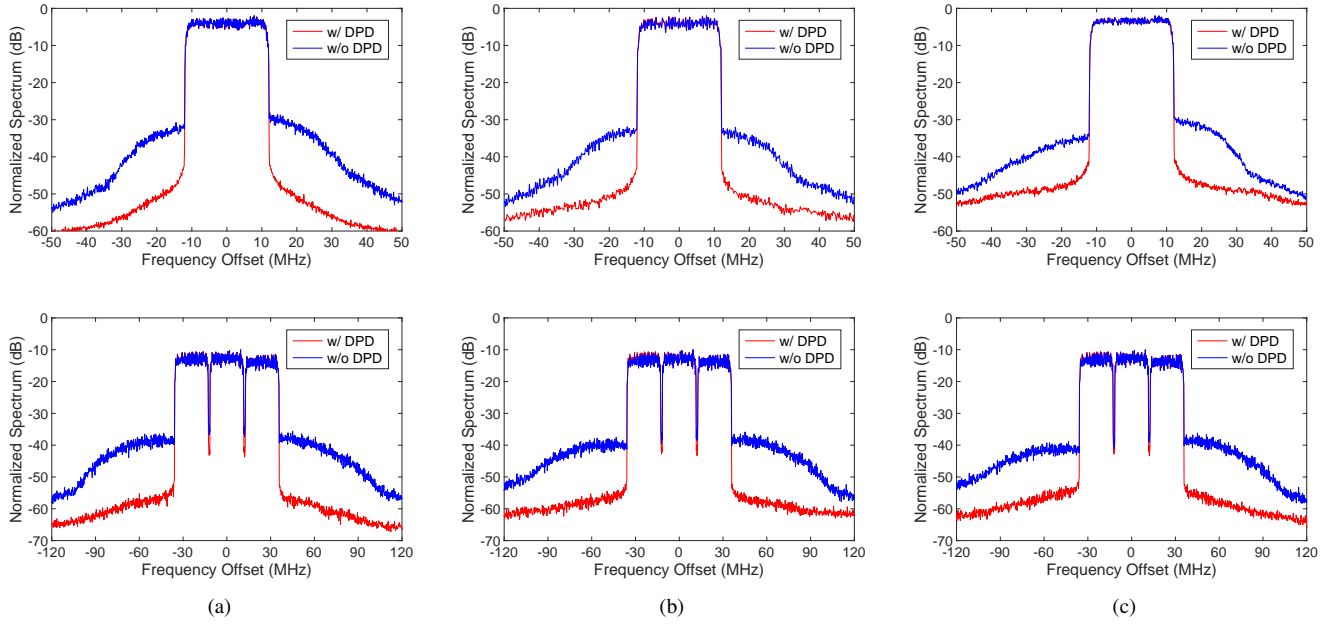 0
-10
-20
-30
-40
-50
-60
-50 -40 -30 -20 -10 0 10 20 30 40 50
Normalized Spectrum (dB)
Frequency Offset (MHz)
w/ DPD
w/o DPD
0
-10
-20
-30
-40
-50
-60
-50 -40 -30 -20 -10 0 10 20 30 40 50
Normalized Spectrum (dB)
Frequency Offset (MHz)
w/ DPD
w/o DPD
0
-10
-20
-30
-40
-50
-60
-50 -40 -30 -20 -10 0 10 20 30 40 50
Normalized Spectrum (dB)
Frequency Offset (MHz)
w/ DPD
w/o DPD
0
-10
-20
-30
-40
-50
-60
-70
-120 -90 -60 -30 0 30 60 90 120
Normalized Spectrum (dB)
Frequency Offset (MHz)
w/ DPD
w/o DPD
0
-10
-20
-30
-40
-50
-60
-70
-120 -90 -60 -30 0 30 60 90 120
Normalized Spectrum (dB)
Frequency Offset (MHz)
w/ DPD
w/o DPD
0
-10
-20
-30
-40
-50
-60
-70
-120 -90 -60 -30 0 30 60 90 120
Normalized Spectrum (dB)
Frequency Offset (MHz)
w/ DPD
w/o DPD
(a)
(b)
(c)